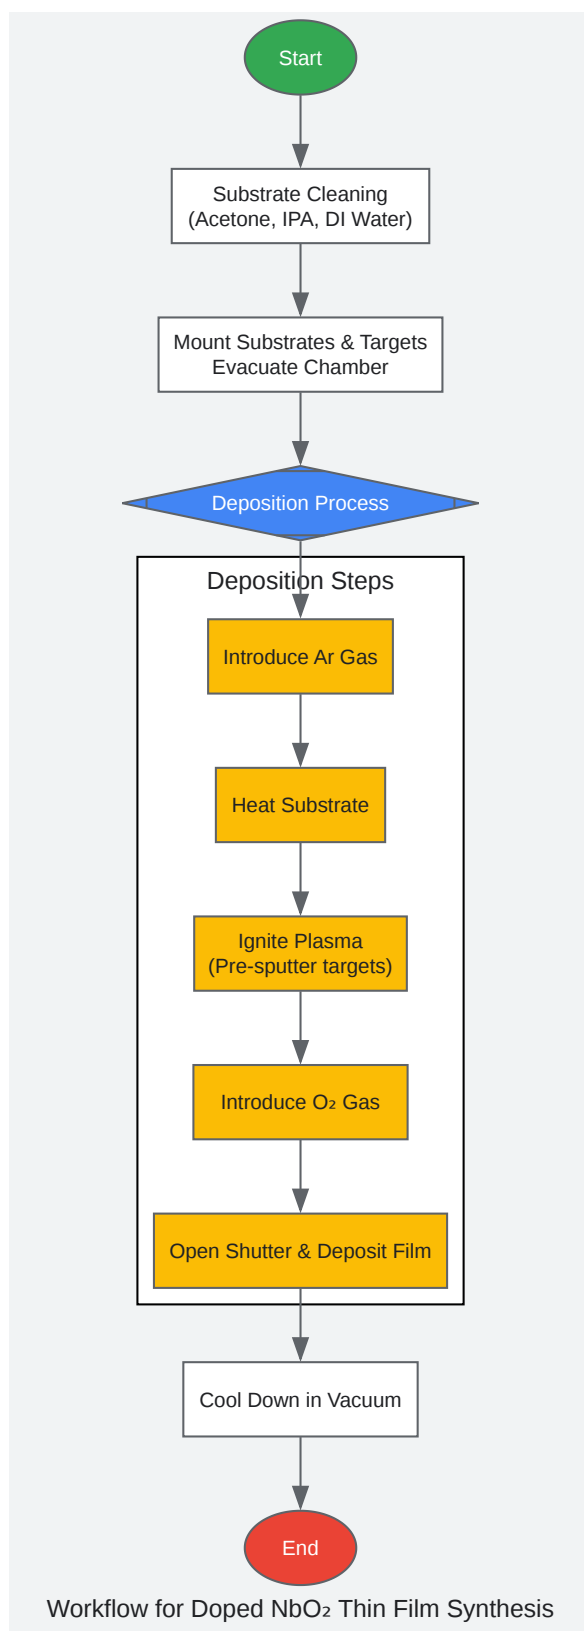 Start
Substrate Cleaning
(Acetone, IPA, DI Water)
Mount Substrates & Targets
Evacuate Chamber
Deposition Process
Deposition Steps
Introduce Ar Gas
Heat Substrate
Ignite Plasma
(Pre-sputter targets)
Introduce O₂ Gas
Open Shutter & Deposit Film
Cool Down in Vacuum
End
Workflow for Doped NbO₂ Thin Film Synthesis